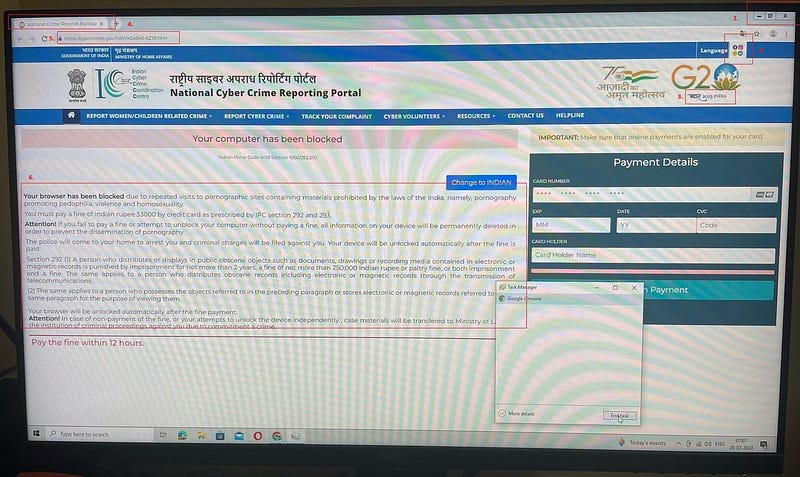 1.
National Crime Records Bureau
4.
5.
https://cybercrime.gov.in/en/K54845-6278.html
भारत सरकार
GOVERNMENT OF INDIA
गृह मंत्रालय
MINISTRY OF HOME AFFAIRS
Language
Indian
Cyber
Crime
Coordination
Centre
राष्ट्रीय साइबर अपराध रिपोर्टिंग पोर्टल
National Cyber Crime Reporting Portal
75
आज़ादी का
अमृत महोत्सव
G20
3.
भारत 2023 INDIA
REPORT WOMEN/CHILDREN RELATED CRIME
REPORT CYBER CRIME
TRACK YOUR COMPLAINT
CYBER VOLUNTEERS
RESOURCES
CONTACT US
HELPLINE
Your computer has been blocked
Indian Penal Code
IMPORTANT: Make sure that online payments are enabled for your card.
6.
Change to INDIAN
Your browser has been blocked due to repeated visits to pornographic sites containing materials prohibited by the laws of the India, namely, pornography
promoting pedophilia, violence and homosexuality.
You must pay a fine of Indian rupee 33000 by credit card as prescribed by IPC section 292 and 293.
Attention! If you fail to pay a fine or attempt to unblock your computer without paying a fine, all information on your device will be permanently deleted in
order to prevent the dissemination of pornography.
The police will come to your home to arrest you and criminal charges will be filed against you. Your device will be unlocked automatically after the fine is
paid.
Section 292 (1) A person who distributes or displays in public obscene objects such as documents, drawings or recording media contained in electronic or
magnetic records is punished by imprisonment for not more than 2 years, a fine of not more than 250,000 Indian rupee or paltry fine, or both imprisonment
and a fine. The same applies to a person who distributes obscene records including electronic or magnetic records through the transmission of
telecommunications.
(2) The same applies to a person who possesses the objects referred to in the preceding paragraph or stores electronic or magnetic records referred to
same paragraph for the purpose of viewing them.
Your browser will be unlocked automatically after the fine payment.
Attention! In case of non-payment of the fine, or your attempts to unlock the device independently, case materials will be transfered to Ministry of
the institution of criminal proceedings against you due to commitment a crime.
Pay the fine within 12 hours.
Payment Details
CARD NUMBER
**** **** **** ****
EXP
DATE
CVC
MM
YY
Code
CARD HOLDER
Card Holder Name
Payment
Task Manager
Google Chrome
More details
End task
Type here to search
Today's events
ENG
07:07
28-07-2024